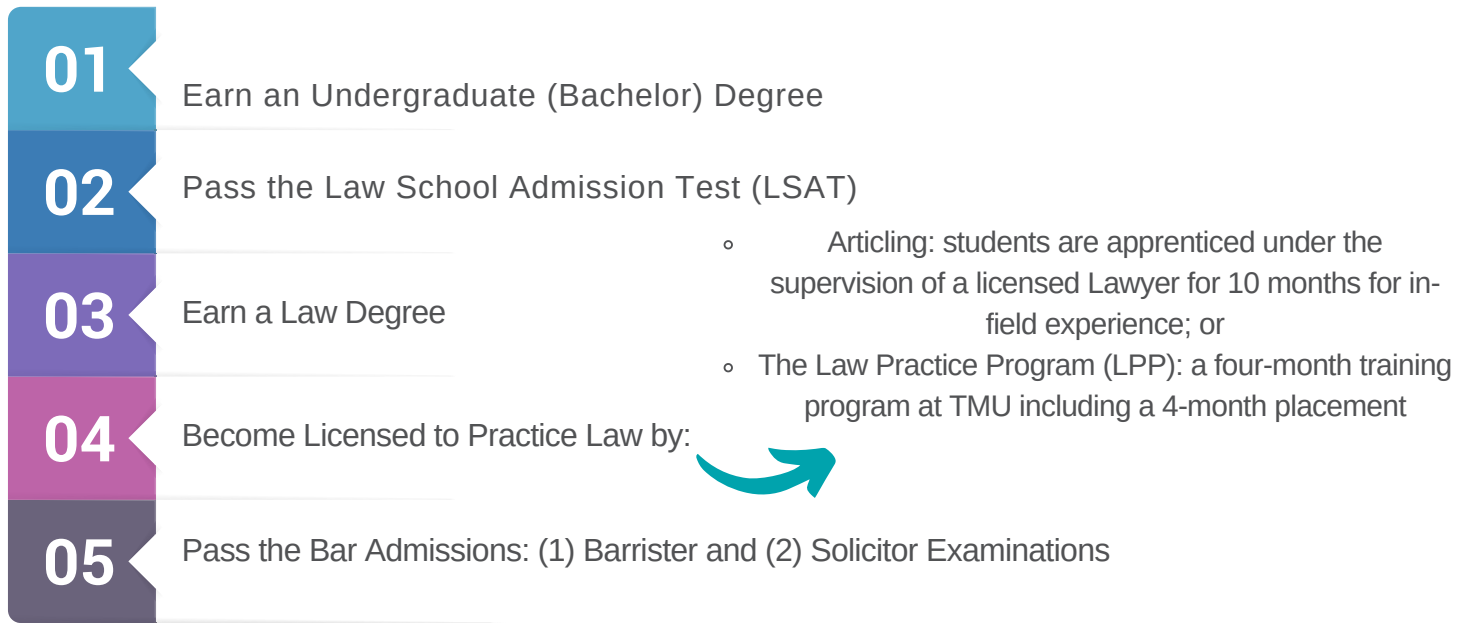 01
Earn an Undergraduate (Bachelor) Degree
02
Pass the Law School Admission Test (LSAT)
03
Earn a Law Degree
04
Become Licensed to Practice Law by:
Articling: students are apprenticed under the
supervision of a licensed Lawyer for 10 months for in-
field experience; or
The Law Practice Program (LPP): a four-month training
program at TMU including a 4-month placement
05
Pass the Bar Admissions: (1) Barrister and (2) Solicitor Examinations